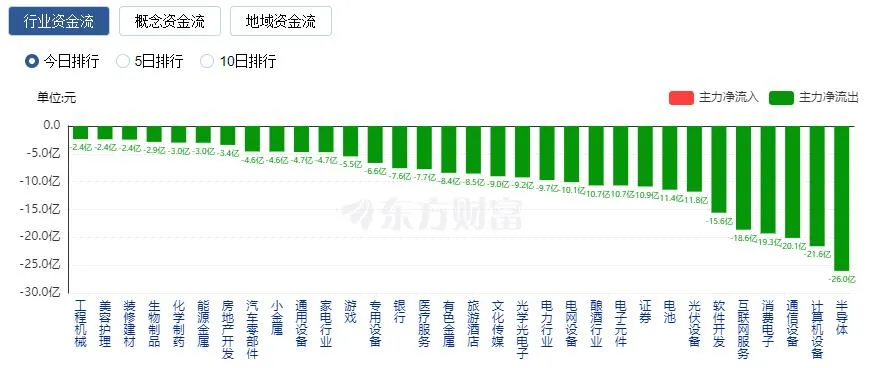 行业资金流 概念资金流 地域资金流
今日排行 5日排行 10日排行
单位:元 主力净流入 主力净流出
0.0
-5.0亿
-10.0亿
-15.0亿
-20.0亿
-25.0亿
-30.0亿
-2.4亿 -2.4亿 -2.4亿 -2.9亿 -3.0亿 -3.0亿 -3.4亿 -4.6亿 -4.6亿 -4.7亿 -4.7亿 -5.5亿 -6.6亿 -7.6亿 -7.7亿 -8.4亿 -8.5亿 -9.0亿 -9.2亿 -9.7亿 -10.1亿 -10.7亿 -10.7亿 -10.9亿 -11.4亿 -11.8亿 -15.6亿 -18.6亿 -19.3亿 -20.1亿 -21.6亿 -26.0亿
东方财富
工程机械
美容护理
装修建材
生物制品
化学制药
能源金属
房地产开发
汽车零部件
小金属
通用设备
家电行业
游戏
专用设备
银行
医疗服务
有色金属
旅游酒店
文化传媒
光学光电子
电力行业
电网设备
酿酒行业
电子元件
证券
电池
光伏设备
软件开发
互联网服务
消费电子
通信设备
计算机设备
半导体